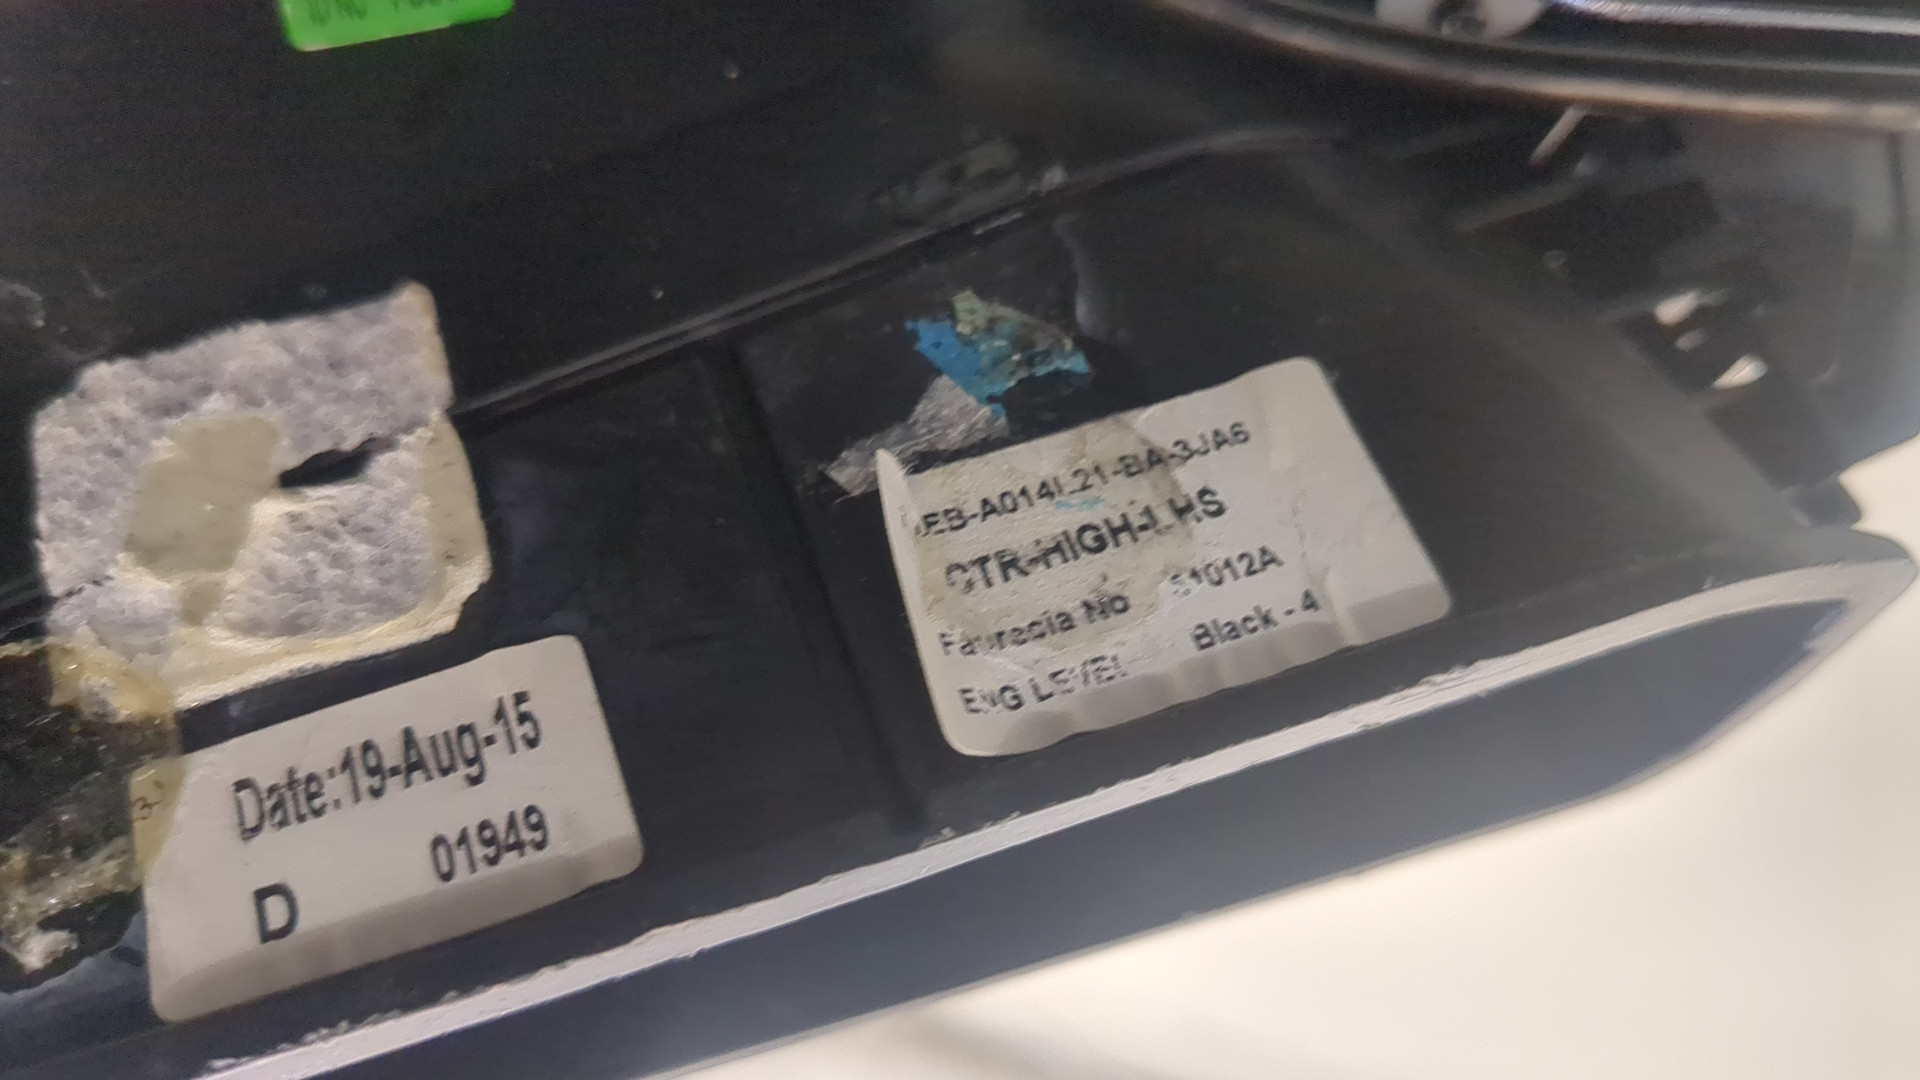 Date:19-Aug-15
01949
D
CTR-HIGH-LHS
Faurecia No 51012A
ENG LEVEL Black - 4